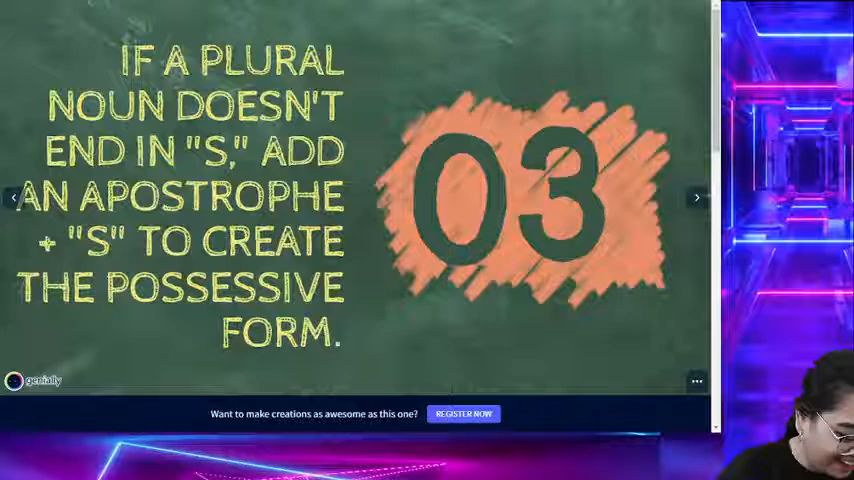 IF A PLURAL
NOUN DOESN'T
END IN "S," ADD
AN APOSTROPHE
+ "S" TO CREATE
THE POSSESSIVE
FORM.
03
genially
Want to make creations as awesome as this one?
REGISTER NOW